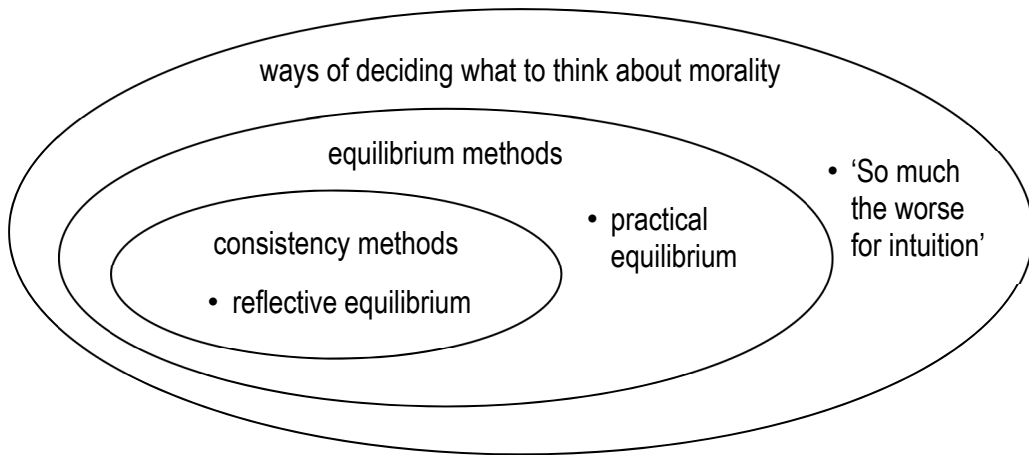 ways of deciding what to think about morality
equilibrium methods
• ‘So much
the worse
for intuition’
• practical
equilibrium
consistency methods
• reflective equilibrium